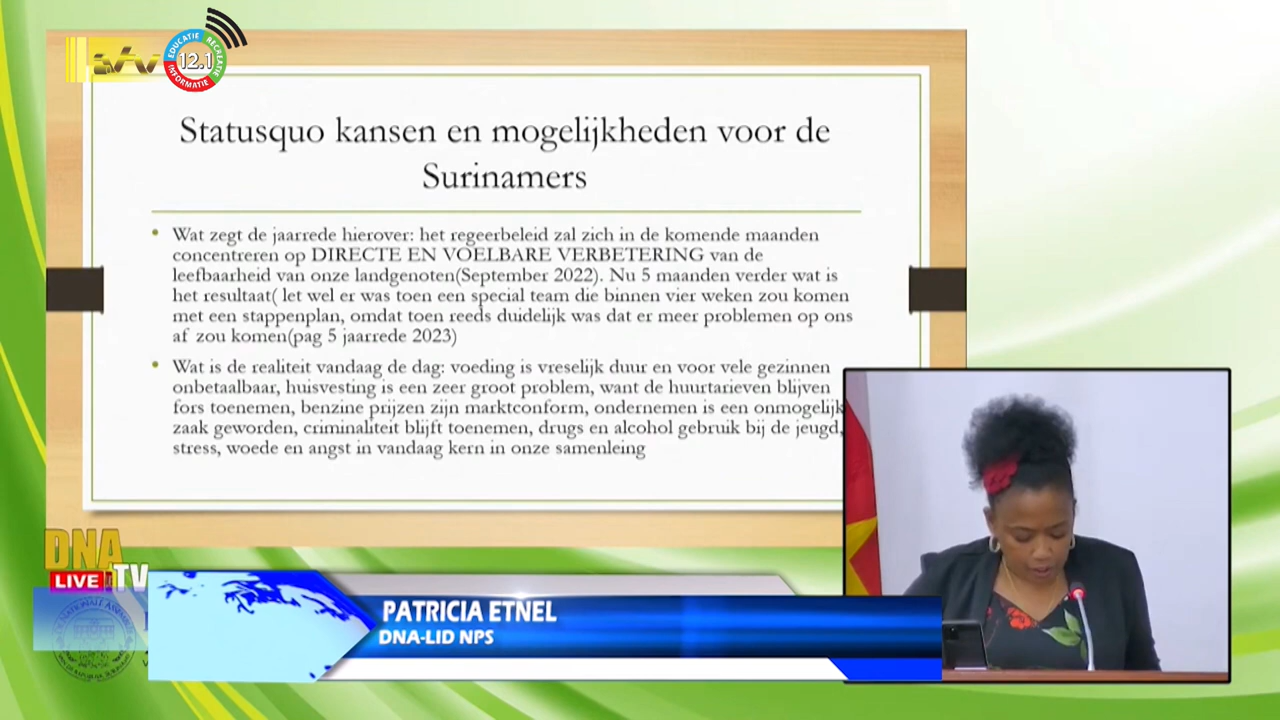 atv
EDUCATIE
RECREATIE
INFORMATIE
12.1
Statusquo kansen en mogelijkheden voor de
Surinamers
• Wat zegt de jaarrede hierover: het regeerbeleid zal zich in de komende maanden
concentreren op DIRECTE EN VOELBARE VERBETERING van de
leefbaarheid van onze landgenoten(September 2022). Nu 5 maanden verder wat is
het resultaat( let wel er was toen een special team die binnen vier weken zou komen
met een stappenplan, omdat toen reeds duidelijk was dat er meer problemen op ons
af zou komen(pag 5 jaarrede 2023)
• Wat is de realiteit vandaag de dag: voeding is vreselijk duur en voor vele gezinnen
onbetaalbaar, huisvesting is een zeer groot problem, want de huurtarieven blijven
fors toenemen, benzine prijzen zijn marktconform, ondernemen is een onmogelijk
zaak geworden, criminaliteit blijft toenemen, drugs en alcohol gebruik bij de jeugd,
stress, woede en angst in vandaag kern in onze samenleing
DNA
LIVE TV
PATRICIA ETNEL
DNA-LID NPS